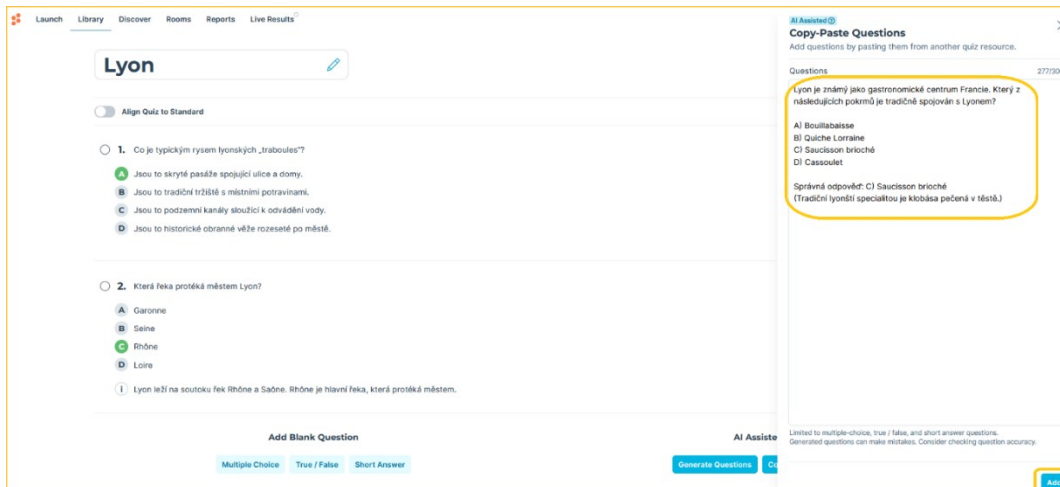 Launch Library Discover Rooms Reports Live Results
Lyon
Align Quiz to Standard
1. Co je typickým rysem lyonských „traboules"?
A Jsou to skryté pasáže spojující ulice a domy.
B Jsou to tradiční tržiště s místními potravinami.
C Jsou to podzemní kanály sloužící k odvádění vody.
D Jsou to historické obranné věže rozeseté po městě.
2. Která řeka protéká městem Lyon?
A Garonne
B Seine
C Rhône
D Loire
i Lyon leží na soutoku řek Rhône a Saône. Rhône je hlavní řeka, která protéká městem.
Add Blank Question
Multiple Choice True / False Short Answer
AI Assiste
Generate Questions Co
AI Assisted
Copy-Paste Questions
Add questions by pasting them from another quiz resource.
Questions 277/30
Lyon je známý jako gastronomické centrum Francie. Který z
následujících pokrmů je tradičně spojován s Lyonem?
A) Bouillabaisse
B) Quiche Lorraine
C) Saucisson brioché
D) Cassoulet
Správná odpověď: C) Saucisson brioché
(Tradiční lyonští specialitou je klobása pečená v těstě.)
Limited to multiple-choice, true / false, and short answer questions.
Generated questions can make mistakes. Consider checking question accuracy.
Add